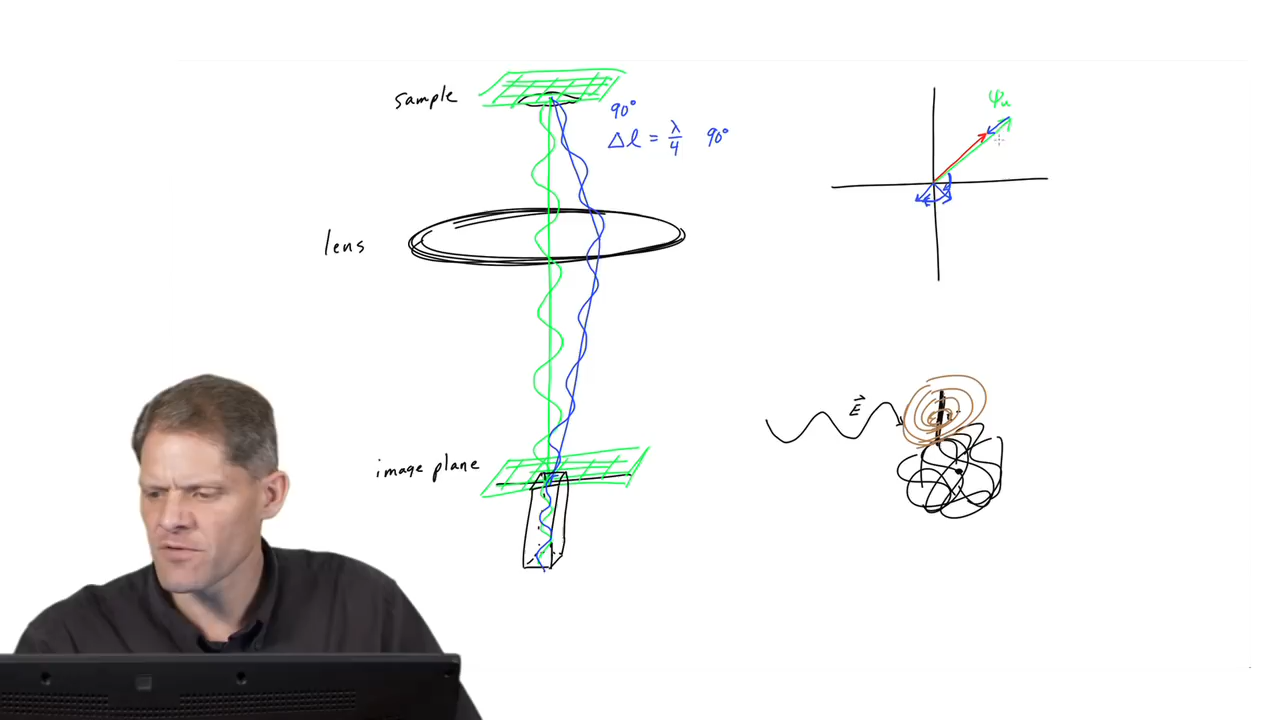 sample
90°
Δl = λ/4 90°
lens
image plane
ψu
E⃗